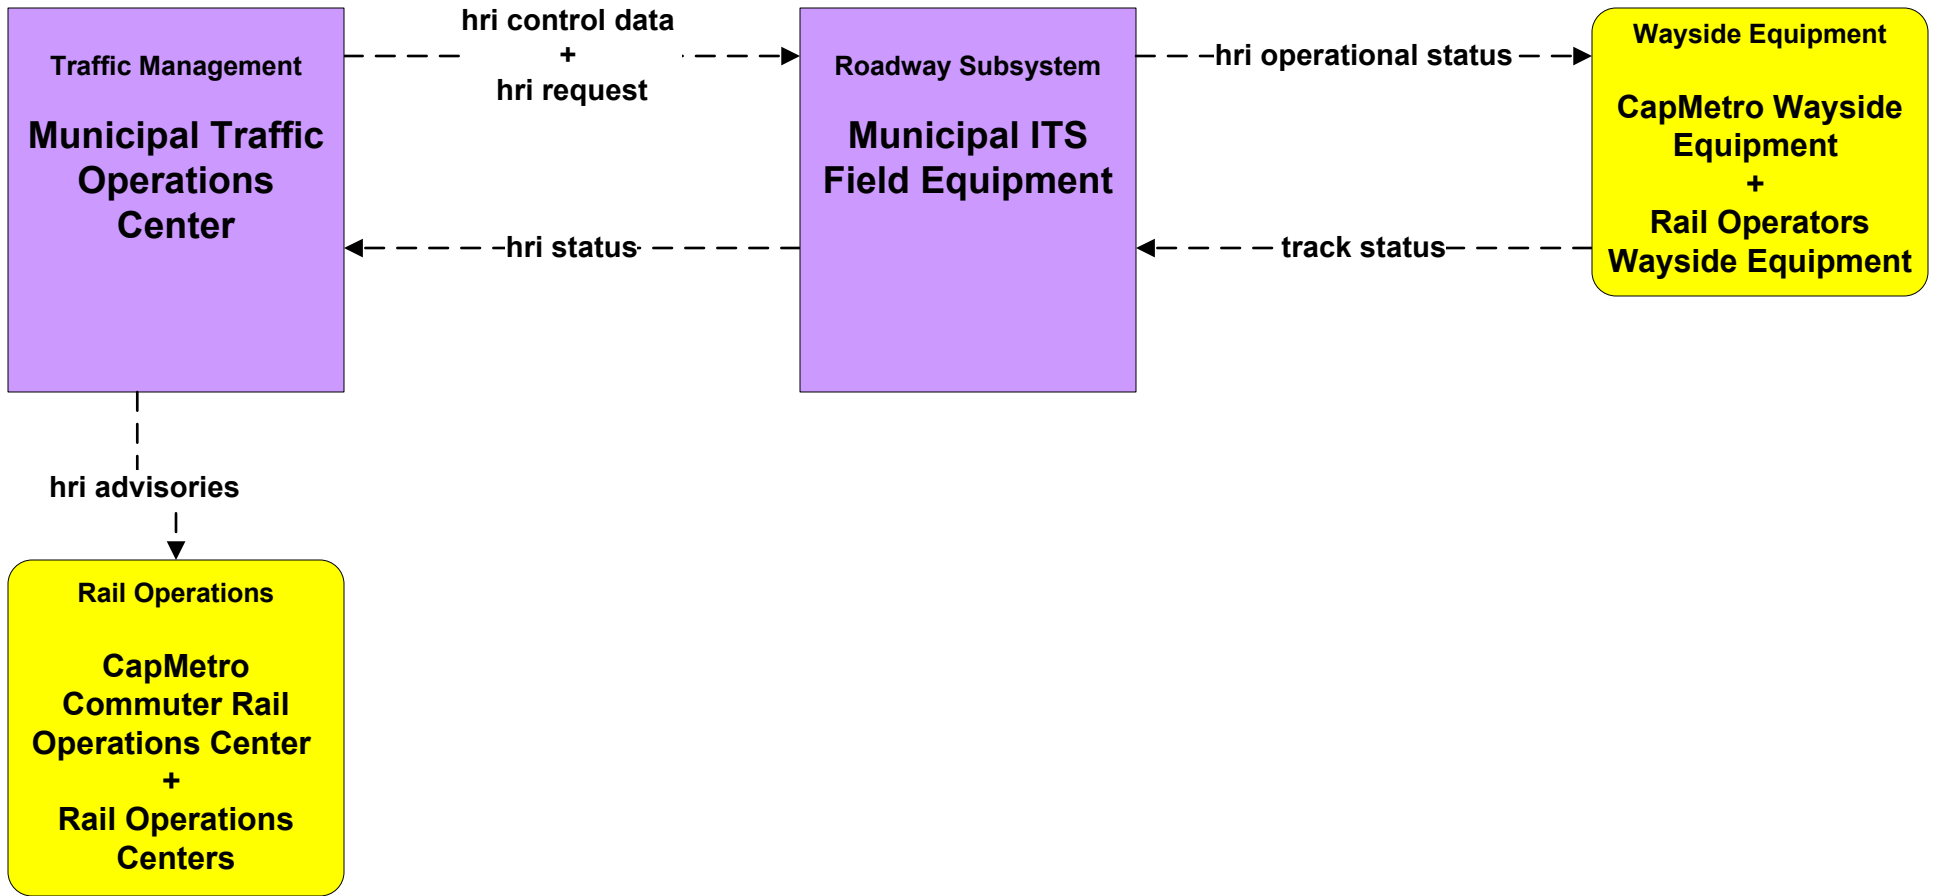 Traffic Management
Municipal Traffic
Operations
Center
hri control data
+
hri request
hri status
Roadway Subsystem
Municipal ITS
Field Equipment
hri operational status
track status
Wayside Equipment
CapMetro Wayside
Equipment
+
Rail Operators
Wayside Equipment
hri advisories
Rail Operations
CapMetro
Commuter Rail
Operations Center
+
Rail Operations
Centers